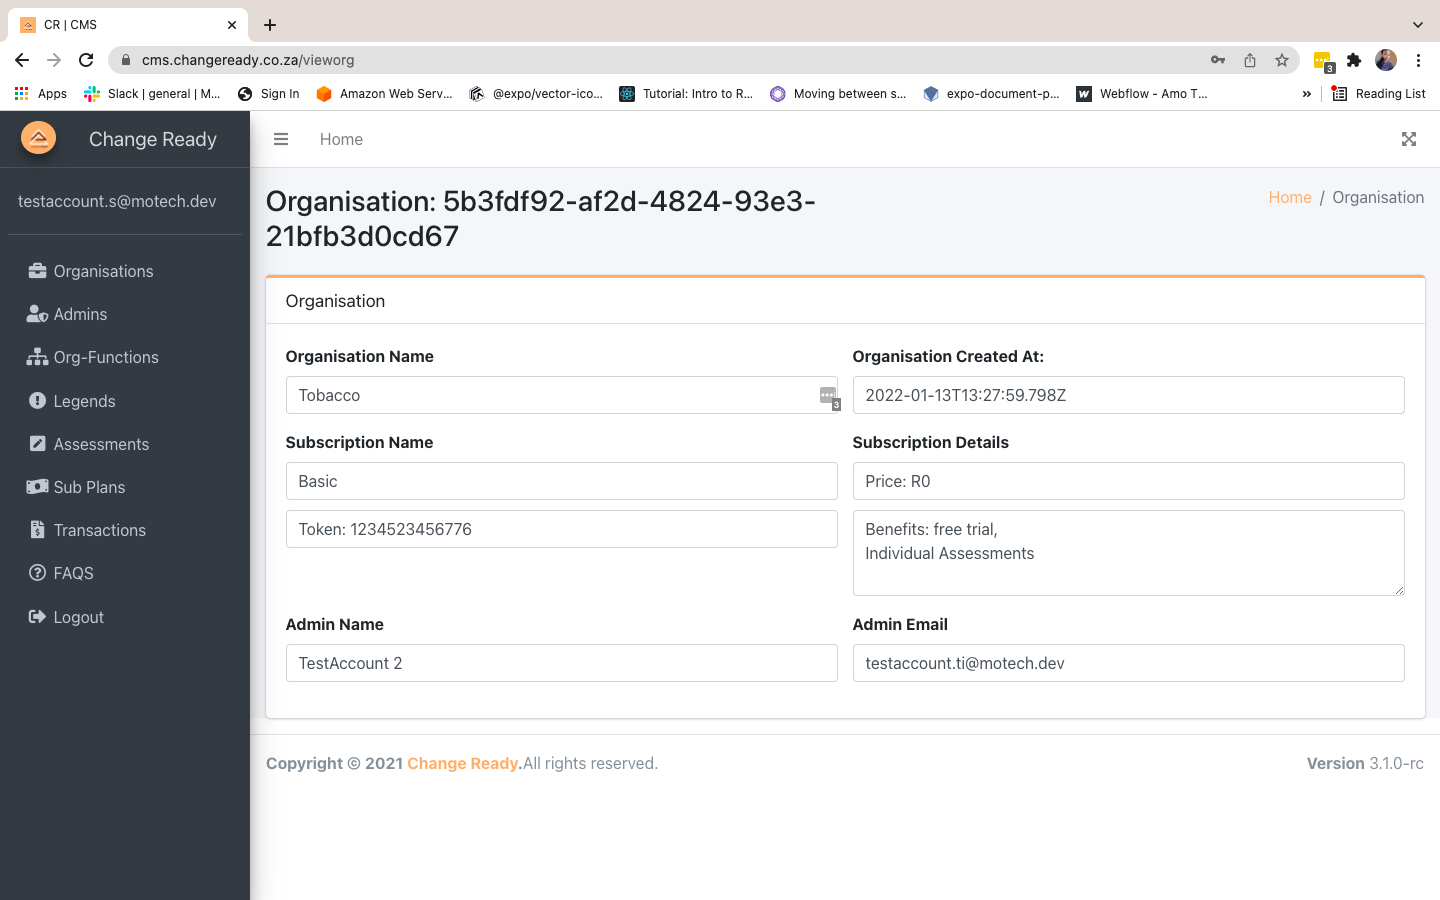 CR | CMS
cms.changeready.co.za/vieworg
3
Apps
Slack | general | M...
Sign In
Amazon Web Serv...
@expo/vector-ico...
Tutorial: Intro to R...
Moving between s...
expo-document-p...
Webflow - Amo T...
»
Reading List
Change Ready
Home
testaccount.s@motech.dev
Organisations
Admins
Org-Functions
Legends
Assessments
Sub Plans
Transactions
FAQS
Logout
Organisation: 5b3fdf92-af2d-4824-93e3-
21bfb3d0cd67
Home / Organisation
Organisation
Organisation Name
Organisation Created At:
Tobacco
3
2022-01-13T13:27:59.798Z
Subscription Name
Subscription Details
Basic
Price: R0
Token: 1234523456776
Benefits: free trial,
Individual Assessments
Admin Name
Admin Email
TestAccount 2
testaccount.ti@motech.dev
Copyright © 2021 Change Ready.All rights reserved.
Version 3.1.0-rc